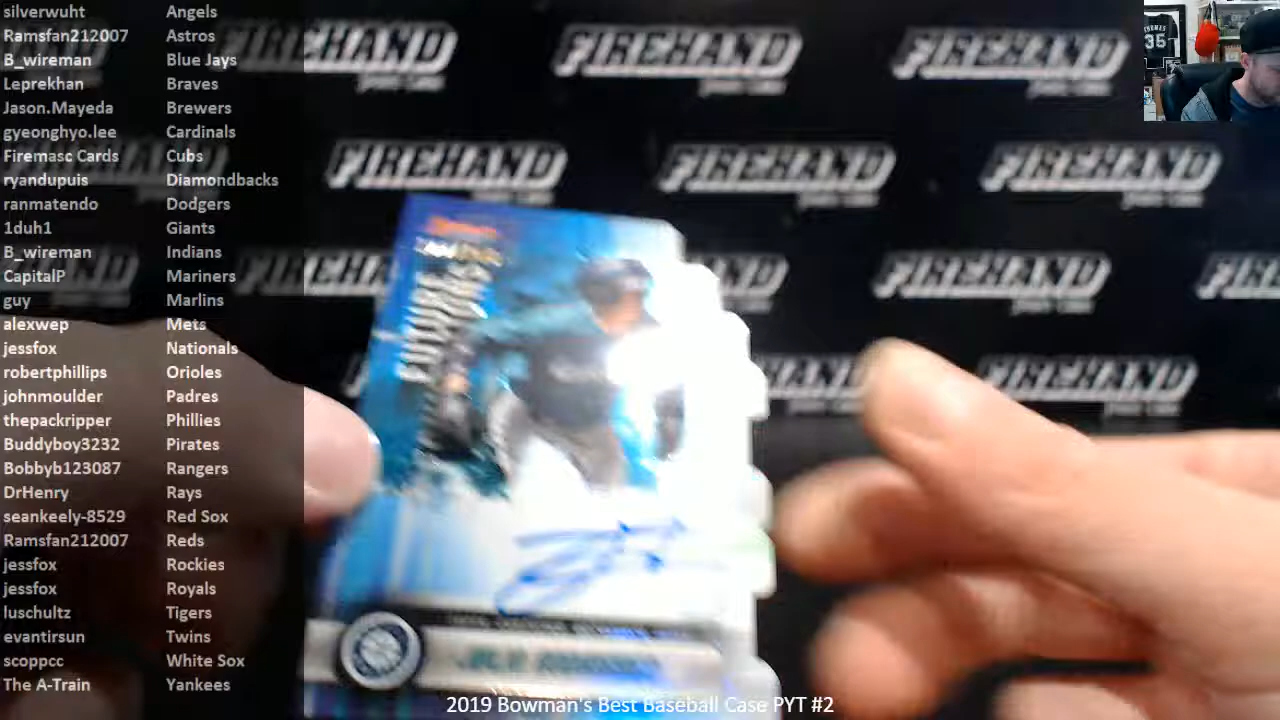 silverwuht Angels
Ramsfan212007 Astros
B_wireman Blue Jays
Leprekhan Braves
Jason.Mayeda Brewers
gyeonghyo.lee Cardinals
Firemasc Cards Cubs
ryandupuis Diamondbacks
ranmatendo Dodgers
1duh1 Giants
B_wireman Indians
CapitalP Mariners
guy Marlins
alexwep Mets
jessfox Nationals
robertphillips Orioles
johnmoulder Padres
thepackripper Phillies
Buddyboy3232 Pirates
Bobbyb123087 Rangers
DrHenry Rays
seankeely-8529 Red Sox
Ramsfan212007 Reds
jessfox Rockies
jessfox Royals
luschultz Tigers
evantirsun Twins
scoppcc White Sox
The A-Train Yankees
FIREHAND FIREHAND FIREHAND
FIREHAND FIREHAND FIREHAND
FIREHAND
FIREHAND
35
2019 Bowman's Best Baseball Case PYT #2